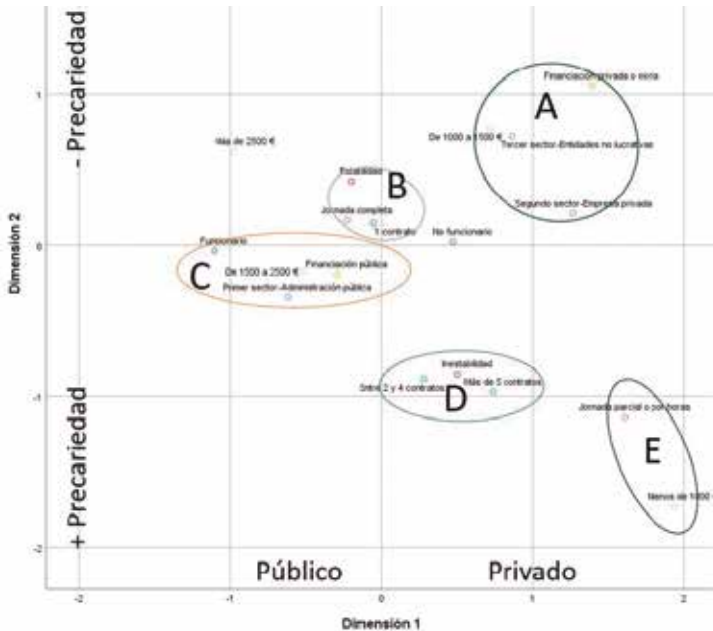 - Precariedad
+ Precariedad
Dimensión 2
1
0
-1
-2
Financiación privada o mixta
A
De 1000 a 1500 €
Tercer sector-Entidades no lucrativas
Más de 2500 €
Estabilidad
B
Segundo sector-Empresa privada
Jornada completa
1 contrato
No funcionario
Funcionario
C
Financiación pública
De 1500 a 2500 €
Primer sector-Administración pública
Inestabilidad
Entre 2 y 4 contratos
Más de 5 contratos
D
Jornada parcial o por horas
E
Menos de 1000
Público
Privado
-2
-1
0
1
2
Dimensión 1